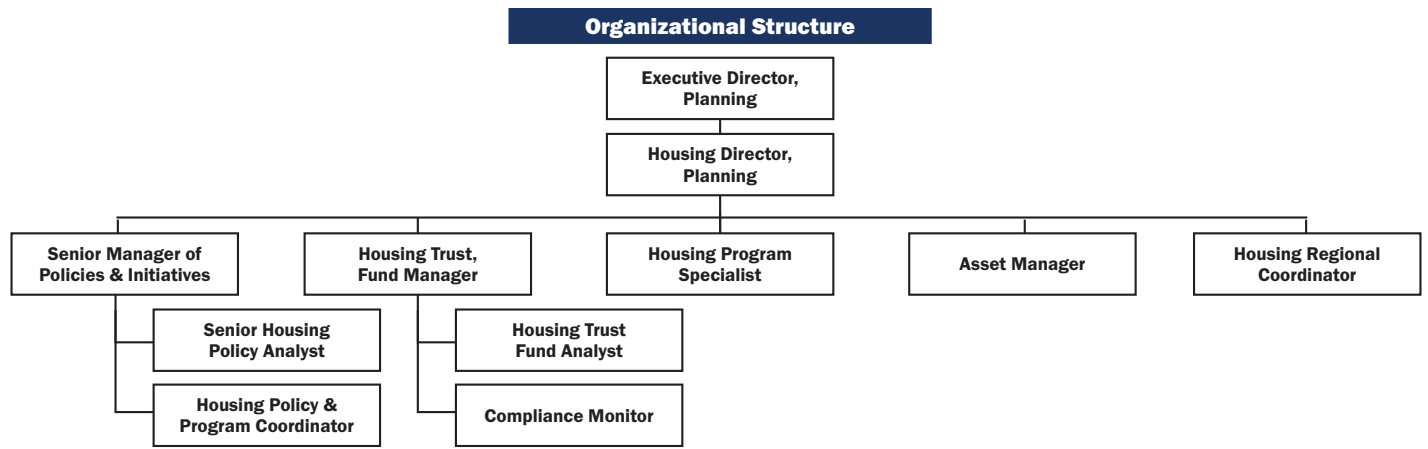 Organizational Structure
Executive Director,
Planning
Housing Director,
Planning
Senior Manager of
Policies & Initiatives
Housing Trust,
Fund Manager
Housing Program
Specialist
Asset Manager
Housing Regional
Coordinator
Senior Housing
Policy Analyst
Housing Trust
Fund Analyst
Housing Policy &
Program Coordinator
Compliance Monitor